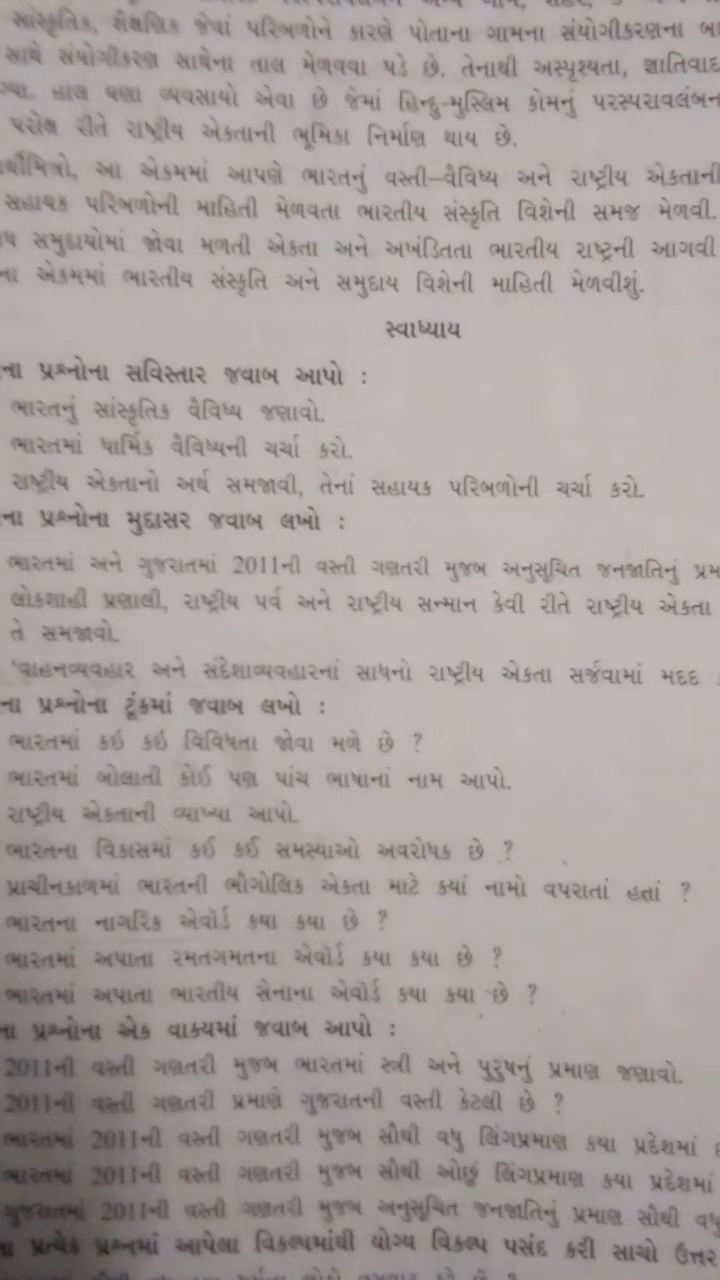 સાંસ્કૃતિક, શૈક્ષણિક જેવાં પરિબળોને કારણે પોતાના ગામના સંયોગીકરણના
સાથે સંયોગીકરણ સાથેના તાલ મેળવવા પડે છે. તેનાથી અસ્પૃશ્યતા, જ્ઞાતિવાદ
હાલ ઘણા વ્યવસાયો એવા છે જેમાં હિન્દુ-મુસ્લિમ કોમનું પરસ્પરાવલંબન
પરોક્ષ રીતે રાષ્ટ્રીય એકતાની ભૂમિકા નિર્માણ થાય છે.
આ એકમમાં આપણે ભારતનું વસ્તી-વૈવિધ્ય અને રાષ્ટ્રીય એકતાની
સહાયક પરિબળોની માહિતી મેળવતા ભારતીય સંસ્કૃતિ વિશેની સમજ મેળવી.
સમુદાયોમાં જોવા મળતી એકતા અને અખંડિતતા ભારતીય રાષ્ટ્રની આગવી
ના એકમમાં ભારતીય સંસ્કૃતિ અને સમુદાય વિશેની માહિતી મેળવીશું.
સ્વાધ્યાય
ના પ્રશ્નોના સવિસ્તાર જવાબ આપો :
ભારતનું સાંસ્કૃતિક વૈવિધ્ય જણાવો.
ભારતમાં ધાર્મિક વૈવિધ્યની ચર્ચા કરો.
રાષ્ટ્રીય એકતાનો અર્થ સમજાવી, તેનાં સહાયક પરિબળોની ચર્ચા કરો.
ના પ્રશ્નોના મુદ્દાસર જવાબ લખો :
ભારતમાં અને ગુજરાતમાં 2011ની વસ્તી ગણતરી મુજબ અનુસૂચિત જનજાતિનું પ્રમ
લોકશાહી પ્રણાલી, રાષ્ટ્રીય પર્વ અને રાષ્ટ્રીય સન્માન કેવી રીતે રાષ્ટ્રીય એકતા
તે સમજાવો.
'વાહનવ્યવહાર અને સંદેશાવ્યવહારનાં સાધનો રાષ્ટ્રીય એકતા સર્જવામાં મદદ
ના પ્રશ્નોના ટૂંકમાં જવાબ લખો :
ભારતમાં કઇ કઇ વિવિધતા જોવા મળે છે ?
ભારતમાં બોલાતી કોઈ પણ પાંચ ભાષાનાં નામ આપો.
રાષ્ટ્રીય એકતાની વ્યાખ્યા આપો.
ભારતના વિકાસમાં કઈ કઈ સમસ્યાઓ અવરોધક છે ?
પ્રાચીનકાળમાં ભારતની ભૌગોલિક એકતા માટે કયાં નામો વપરાતાં હતાં ?
ભારતના નાગરિક એવોર્ડ કયા કયા છે ?
ભારતમાં અપાતા રમતગમતના એવોર્ડ કયા કયા છે ?
ભારતમાં અપાતા ભારતીય સેનાના એવોર્ડ કયા કયા છે ?
ના પ્રશ્નોના એક વાક્યમાં જવાબ આપો :
2011ની વસ્તી ગણતરી મુજબ ભારતમાં સ્ત્રી અને પુરુષનું પ્રમાણ જણાવો.
2011ની વસ્તી ગણતરી પ્રમાણે ગુજરાતની વસ્તી કેટલી છે ?
ભારતમાં 2011ની વસ્તી ગણતરી મુજબ સૌથી વધુ લિંગપ્રમાણ કયા પ્રદેશમાં
ભારતમાં 2011ની વસ્તી ગણતરી મુજબ સૌથી ઓછું લિંગપ્રમાણ કયા પ્રદેશમાં
ગુજરાતમાં 2011ની વસ્તી ગણતરી મુજબ અનુસૂચિત જનજાતિનું પ્રમાણ સૌથી વધુ
ના પ્રત્યેક પ્રશ્નમાં આપેલા વિકલ્પમાંથી યોગ્ય વિકલ્પ પસંદ કરી સાચો ઉત્તર